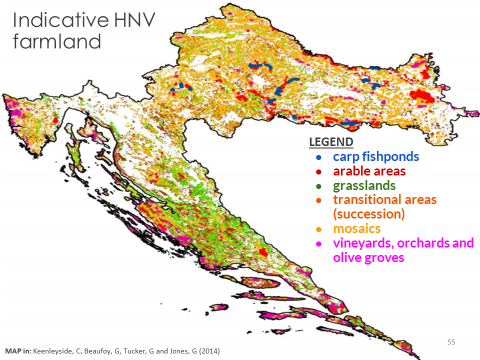 Indicative HNV
farmland
LEGEND
carp fishponds
arable areas
grasslands
transitional areas
(succession)
mosaics
vineyards, orchards and
olive groves
MAP in: Keenleyside, C, Beaufoy, G, Tucker, G and Jones, G (2014)
55